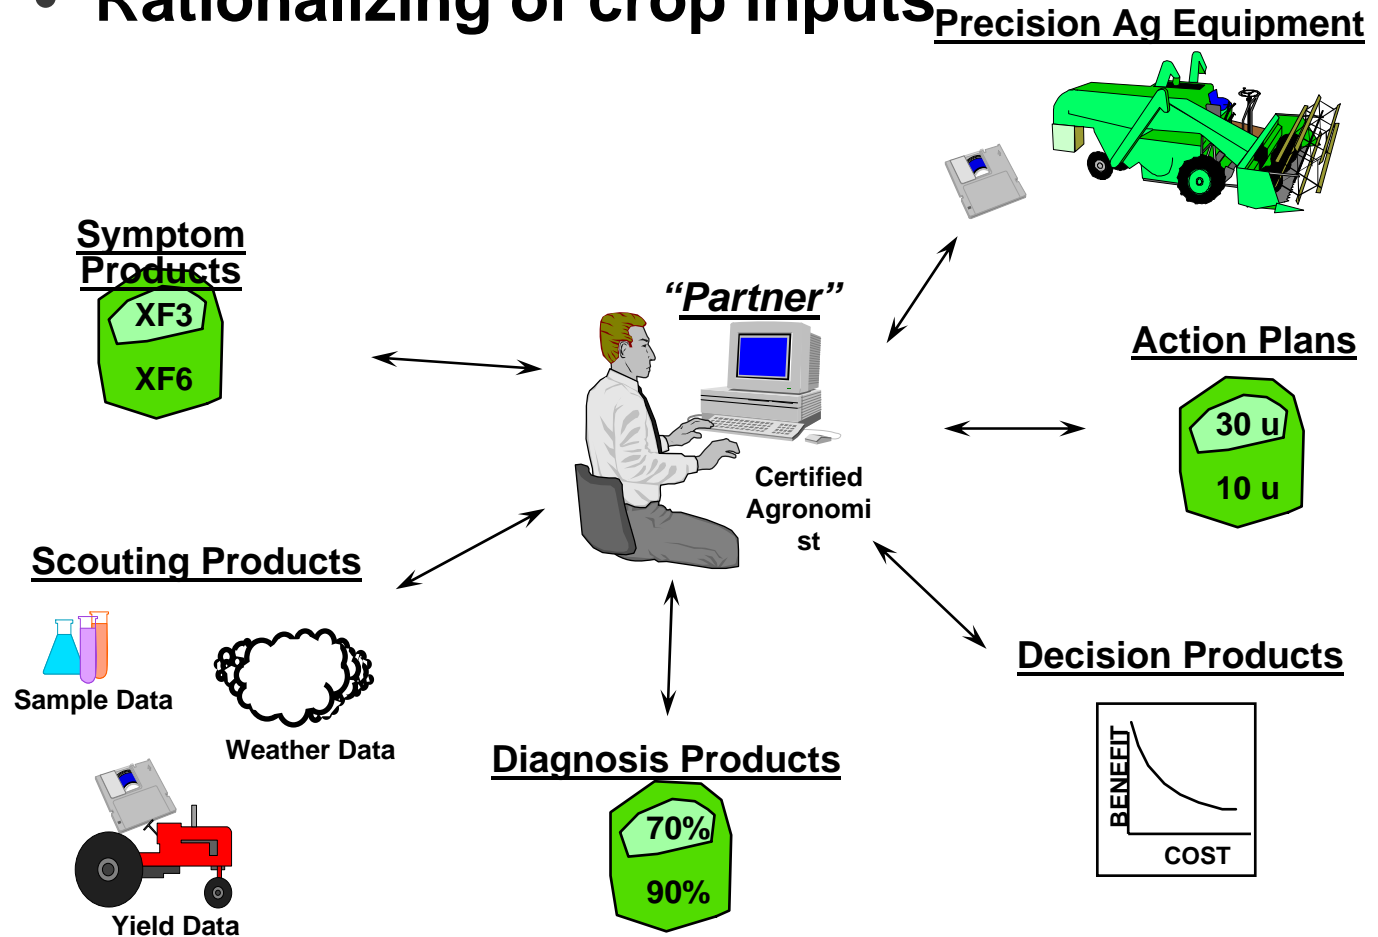 • Rationalizing of crop inputs
Precision Ag Equipment
Symptom
Products
XF3
XF6
“Partner”
Certified
Agronomi
st
Action Plans
30 u
10 u
Scouting Products
Sample Data
Weather Data
Yield Data
Diagnosis Products
70%
90%
Decision Products
BENEFIT
COST